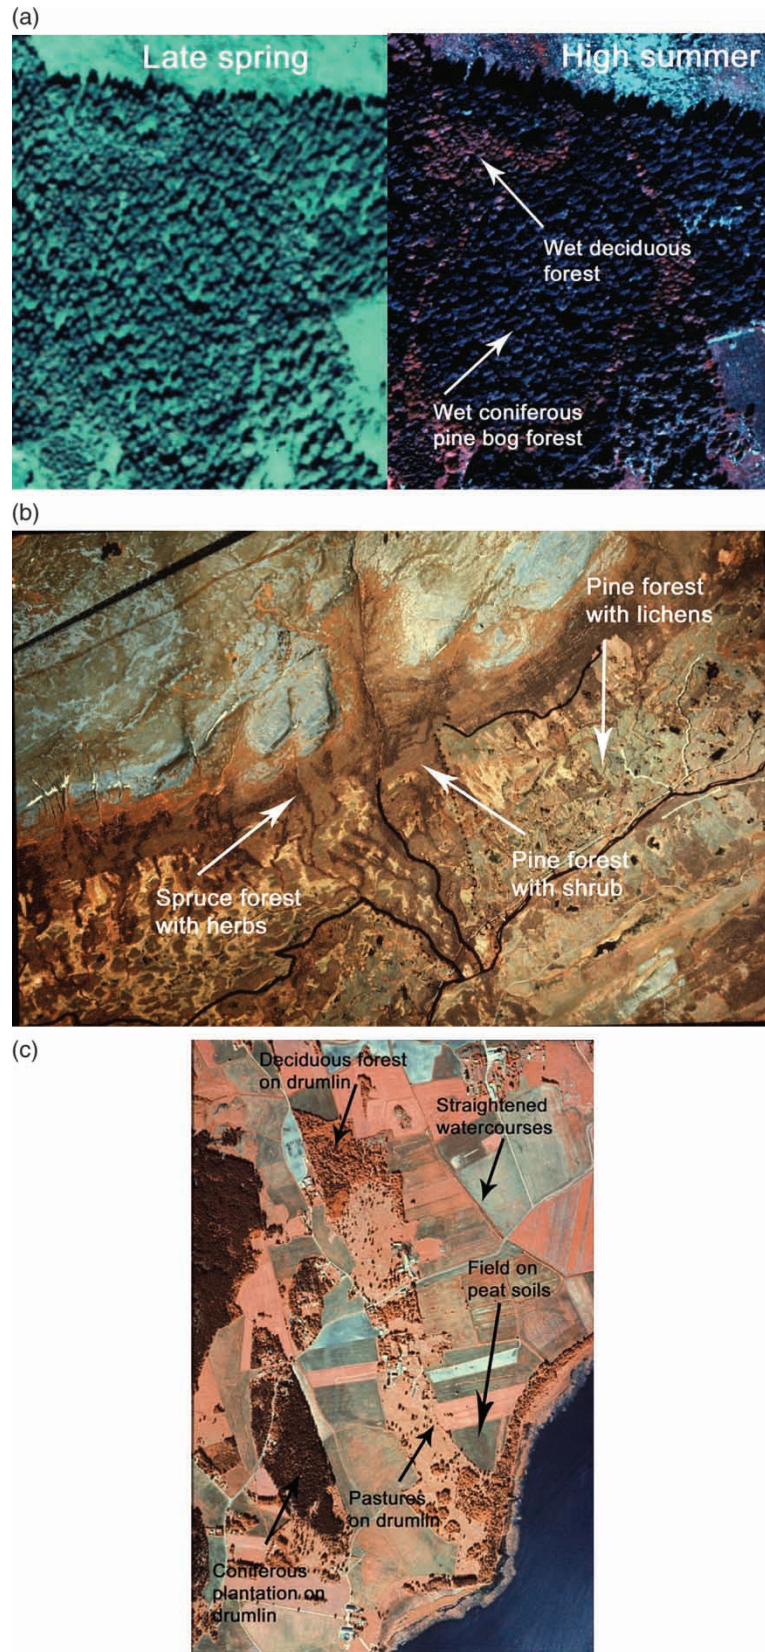 (a)
Late spring
High summer
Wet deciduous
forest
Wet coniferous
pine bog forest
(b)
Pine forest
with lichens
Spruce forest
with herbs
Pine forest
with shrub
(c)
Deciduous forest
on drumlin
Straightened
watercourses
Field on
peat soils
Pastures
on drumlin
Coniferous
plantation on
drumlin